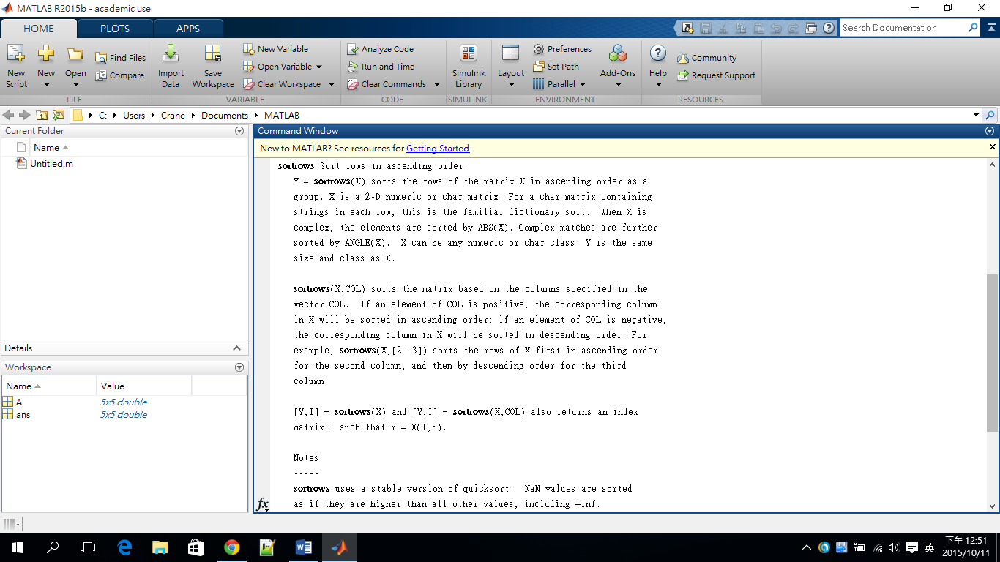 MATLAB R2015b - academic use
HOME
PLOTS
APPS
Search Documentation
New Script
New
Open
Find Files
Compare
FILE
Import Data
Save Workspace
New Variable
Open Variable
Clear Workspace
VARIABLE
Analyze Code
Run and Time
Clear Commands
CODE
Simulink Library
SIMULINK
Layout
Preferences
Set Path
Parallel
Add-Ons
ENVIRONMENT
Help
Community
Request Support
RESOURCES
C: Users Crane Documents MATLAB
Current Folder
Name
Untitled.m
Details
Workspace
Name Value
A 5x5 double
ans 5x5 double
Command Window
New to MATLAB? See resources for Getting Started.
sortrows Sort rows in ascending order.
Y = sortrows(X) sorts the rows of the matrix X in ascending order as a
group. X is a 2-D numeric or char matrix. For a char matrix containing
strings in each row, this is the familiar dictionary sort.  When X is
complex, the elements are sorted by ABS(X). Complex matches are further
sorted by ANGLE(X).  X can be any numeric or char class. Y is the same
size and class as X.
sortrows(X,COL) sorts the matrix based on the columns specified in the
vector COL.  If an element of COL is positive, the corresponding column
in X will be sorted in ascending order; if an element of COL is negative,
the corresponding column in X will be sorted in descending order. For
example, sortrows(X,[2 -3]) sorts the rows of X first in ascending order
for the second column, and then by descending order for the third
column.
[Y,I] = sortrows(X) and [Y,I] = sortrows(X,COL) also returns an index
matrix I such that Y = X(I,:).
Notes
-----
sortrows uses a stable version of quicksort.  NaN values are sorted
as if they are higher than all other values, including +Inf.
fx
英
下午 12:51
2015/10/11